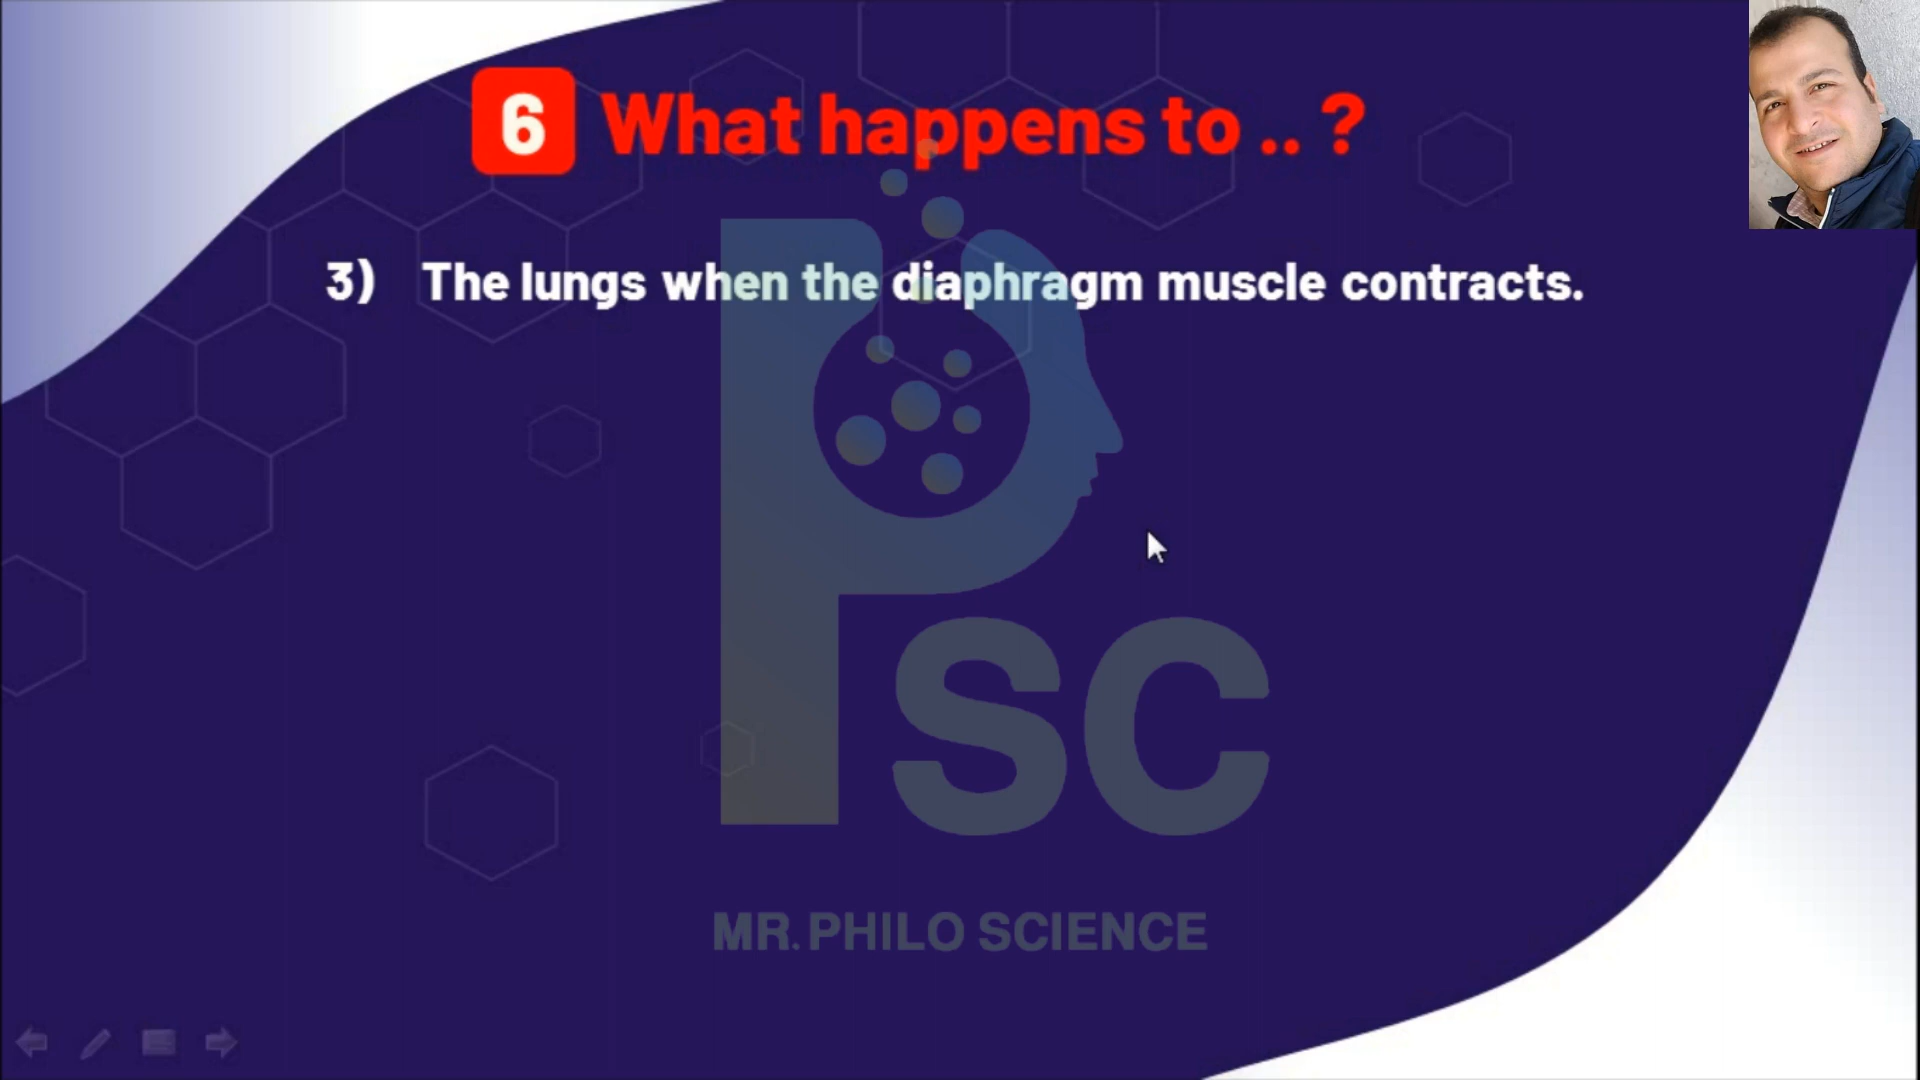 6 What happens to .. ?
3) The lungs when the diaphragm muscle contracts.
Psc
MR. PHILO SCIENCE